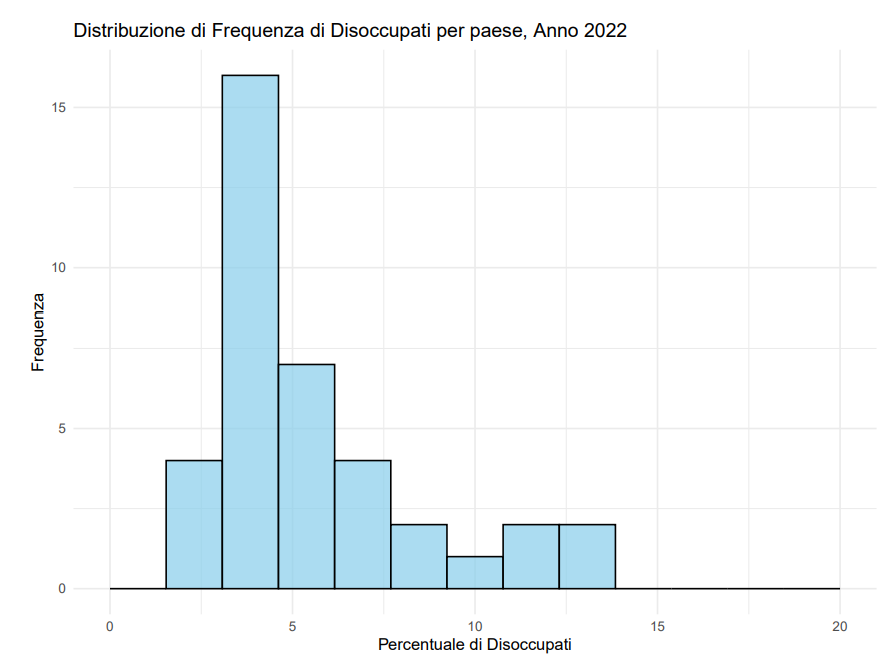 Distribuzione di Frequenza di Disoccupati per paese, Anno 2022
Frequenza
15
10
5
0
0 5 10 15 20
Percentuale di Disoccupati